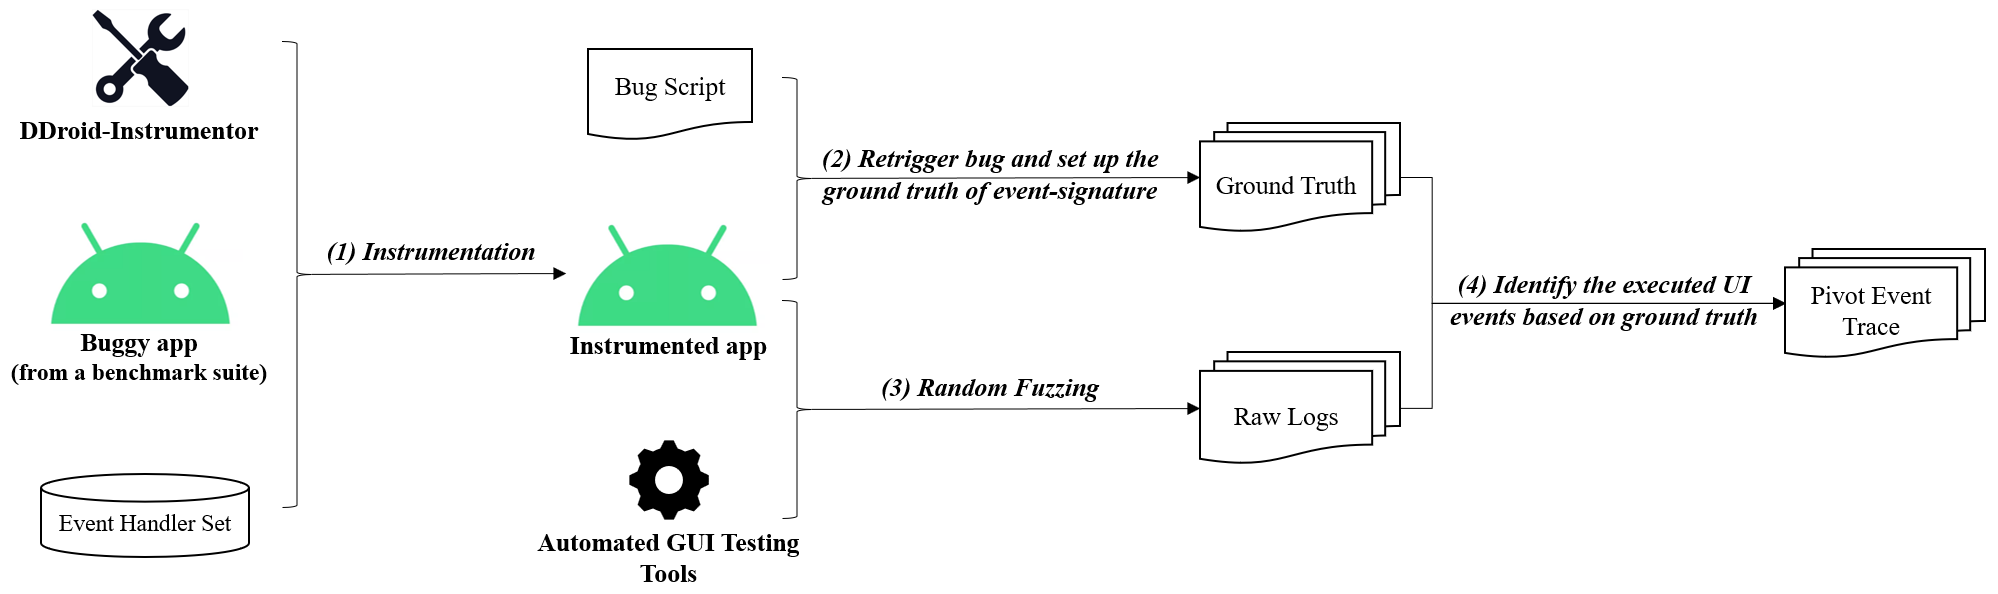 DDroid-Instrumentor
Buggy app
(from a benchmark suite)
Event Handler Set
(1) Instrumentation
Bug Script
Instrumented app
Automated GUI Testing
Tools
(2) Retrigger bug and set up the
ground truth of event-signature
(3) Random Fuzzing
Ground Truth
Raw Logs
(4) Identify the executed UI
events based on ground truth
Pivot Event
Trace